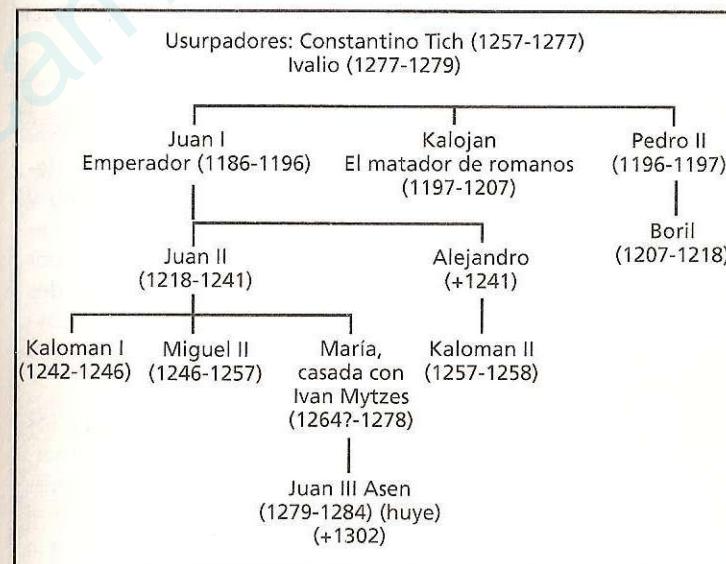 Usurpadores: Constantino Tich (1257-1277)
Ivalio (1277-1279)
Juan I
Emperador (1186-1196)
Kalojan
El matador de romanos
(1197-1207)
Pedro II
(1196-1197)
Boril
(1207-1218)
Juan II
(1218-1241)
Alejandro
(+1241)
Kaloman I
(1242-1246)
Miguel II
(1246-1257)
María,
casada con
Ivan Mytzes
(1264?-1278)
Kaloman II
(1257-1258)
Juan III Asen
(1279-1284) (huye)
(+1302)